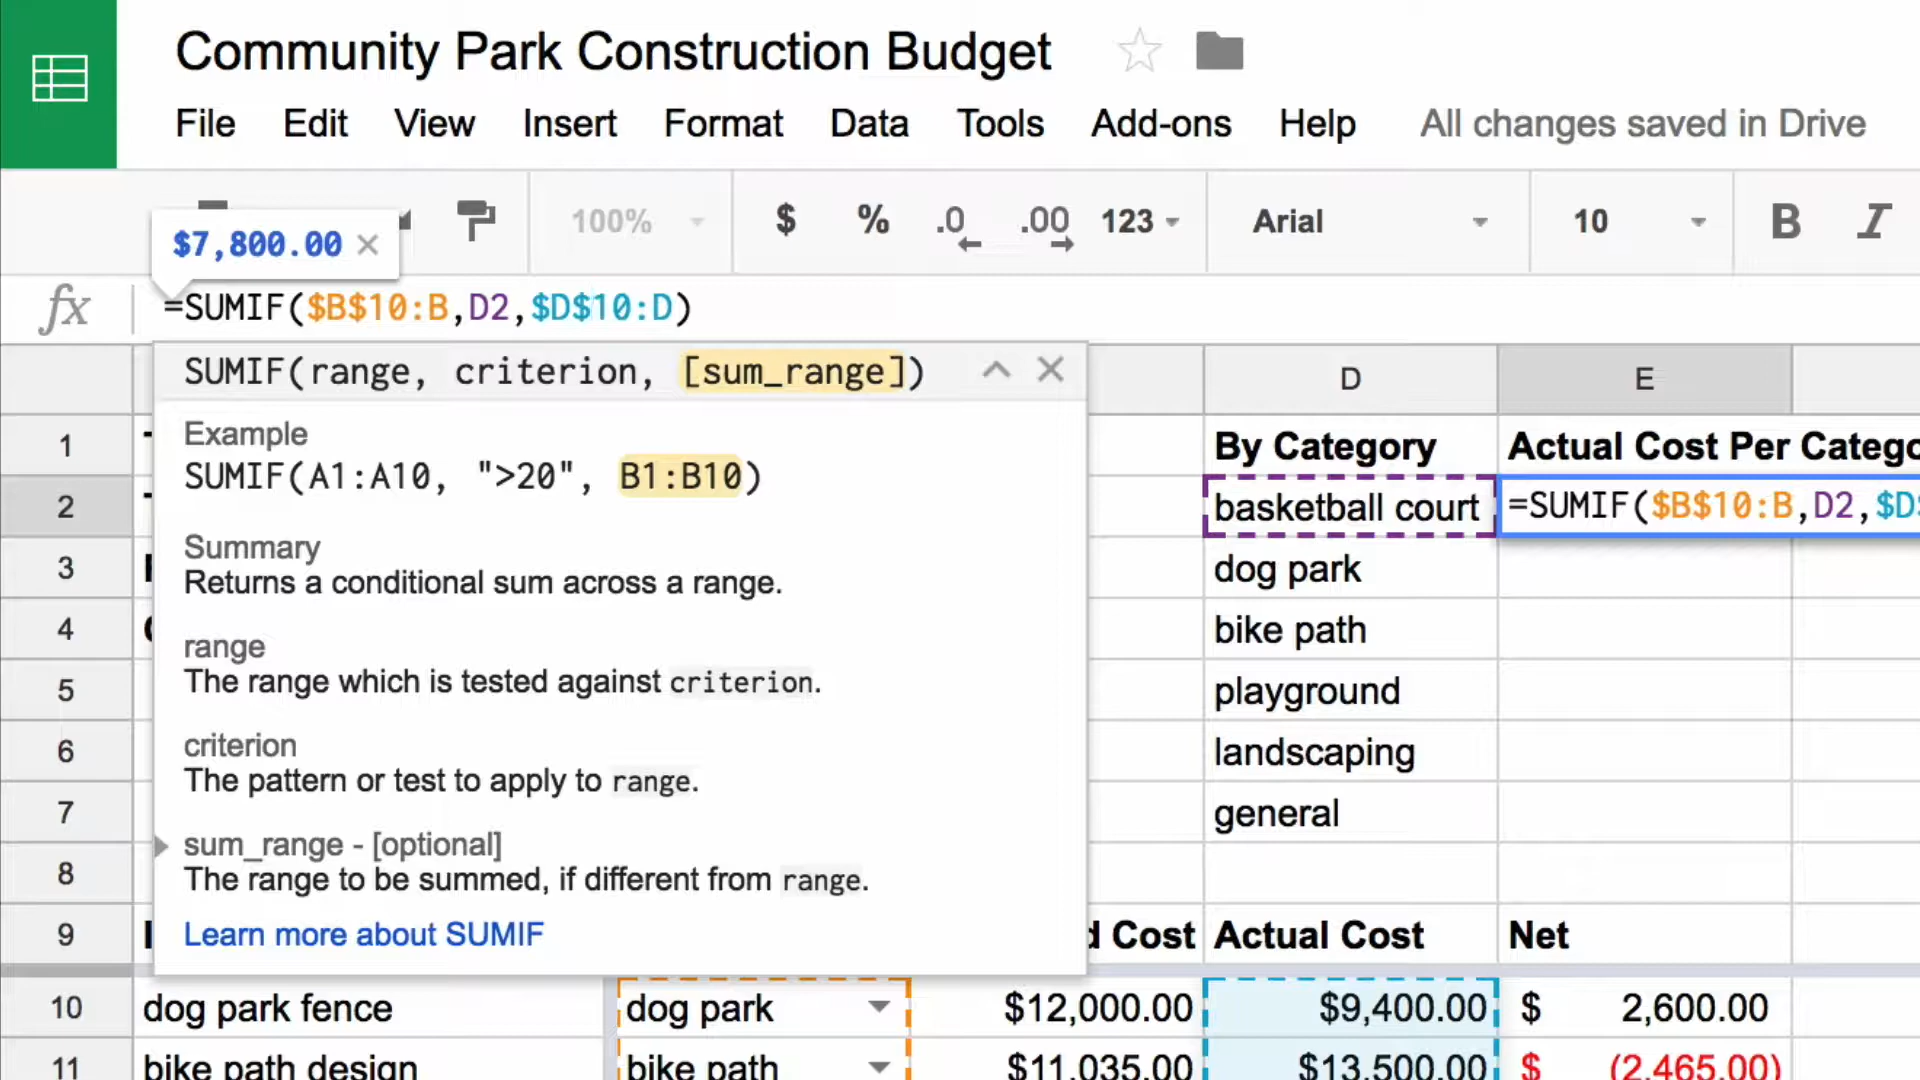 Community Park Construction Budget
File Edit View Insert Format Data Tools Add-ons Help All changes saved in Drive
100% $ % .0 .00 123 Arial 10 B I
$7,800.00
fx =SUMIF($B$10:B,D2,$D$10:D)
SUMIF(range, criterion, [sum_range])
Example
SUMIF(A1:A10, ">20", B1:B10)
Summary
Returns a conditional sum across a range.
range
The range which is tested against criterion.
criterion
The pattern or test to apply to range.
sum_range - [optional]
The range to be summed, if different from range.
Learn more about SUMIF
D E
1 By Category Actual Cost Per
2 basketball court =SUMIF($B$10:B,D2,
3 dog park
4 bike path
5 playground
6 landscaping
7 general
8
9 Cost Actual Cost Net
10 dog park fence dog park $12,000.00 $9,400.00 $ 2,600.00
11 bike path design bike path $11,035.00 $13,500.00 $ (2,465.00)